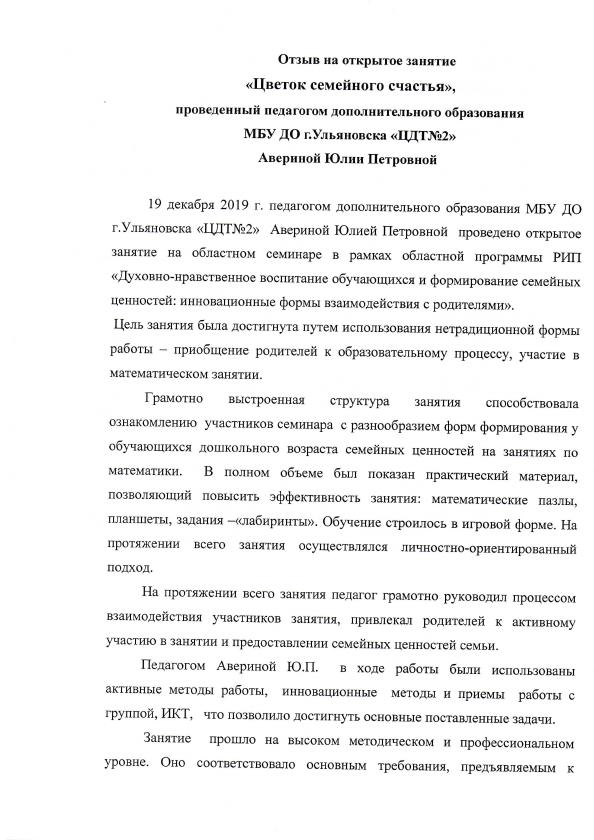 Отзыв на открытое занятие
«Цветок семейного счастья»,
проведенный педагогом дополнительного образования
МБУ ДО г.Ульяновска «ЦДТ№2»
Авериной Юлии Петровной
19 декабря 2019 г. педагогом дополнительного образования МБУ ДО
г.Ульяновска «ЦДТ№2» Авериной Юлией Петровной проведено открытое
занятие на областном семинаре в рамках областной программы РИП
«Духовно-нравственное воспитание обучающихся и формирование семейных
ценностей: инновационные формы взаимодействия с родителями».
Цель занятия была достигнута путем использования нетрадиционной формы
работы – приобщение родителей к образовательному процессу, участие в
математическом занятии.
Грамотно выстроенная структура занятия способствовала
ознакомлению участников семинара с разнообразием форм формирования у
обучающихся дошкольного возраста семейных ценностей на занятиях по
математики. В полном объеме был показан практический материал,
позволяющий повысить эффективность занятия: математические пазлы,
планшеты, задания –«лабиринты». Обучение строилось в игровой форме. На
протяжении всего занятия осуществлялся личностно-ориентированный
подход.
На протяжении всего занятия педагог грамотно руководил процессом
взаимодействия участников занятия, привлекал родителей к активному
участию в занятии и предоставлении семейных ценностей семьи.
Педагогом Авериной Ю.П. в ходе работы были использованы
активные методы работы, инновационные методы и приемы работы с
группой, ИКТ, что позволило достигнуть основные поставленные задачи.
Занятие прошло на высоком методическом и профессиональном
уровне. Оно соответствовало основным требования, предъявляемым к